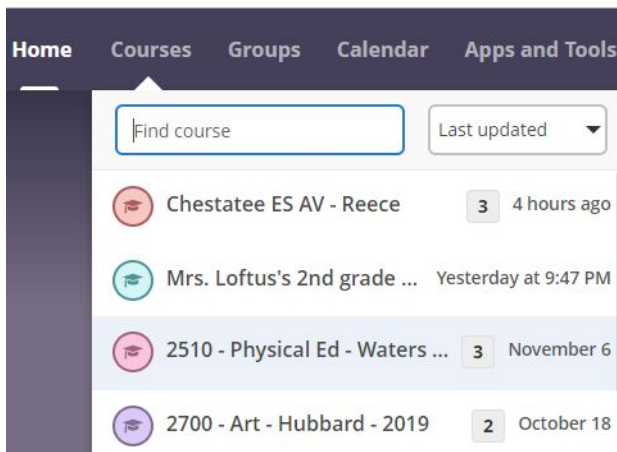 Home Courses Groups Calendar Apps and Tools
Find course Last updated
Chestatee ES AV - Reece 3 4 hours ago
Mrs. Loftus's 2nd grade ... Yesterday at 9:47 PM
2510 - Physical Ed - Waters ... 3 November 6
2700 - Art - Hubbard - 2019 2 October 18